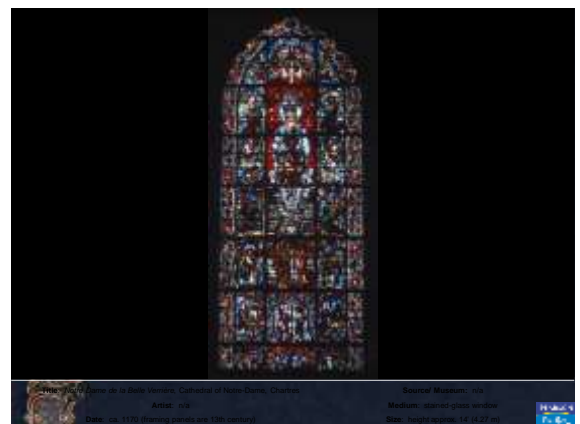 Title: Notre-Dame de la Belle Verrière, Cathedral of Notre-Dame, Chartres
Source/ Museum: n/a
Artist: n/a
Medium: stained-glass window
Date: ca. 1170 (framing panels are 13th century)
Size: height approx. 14' (4.27 m)